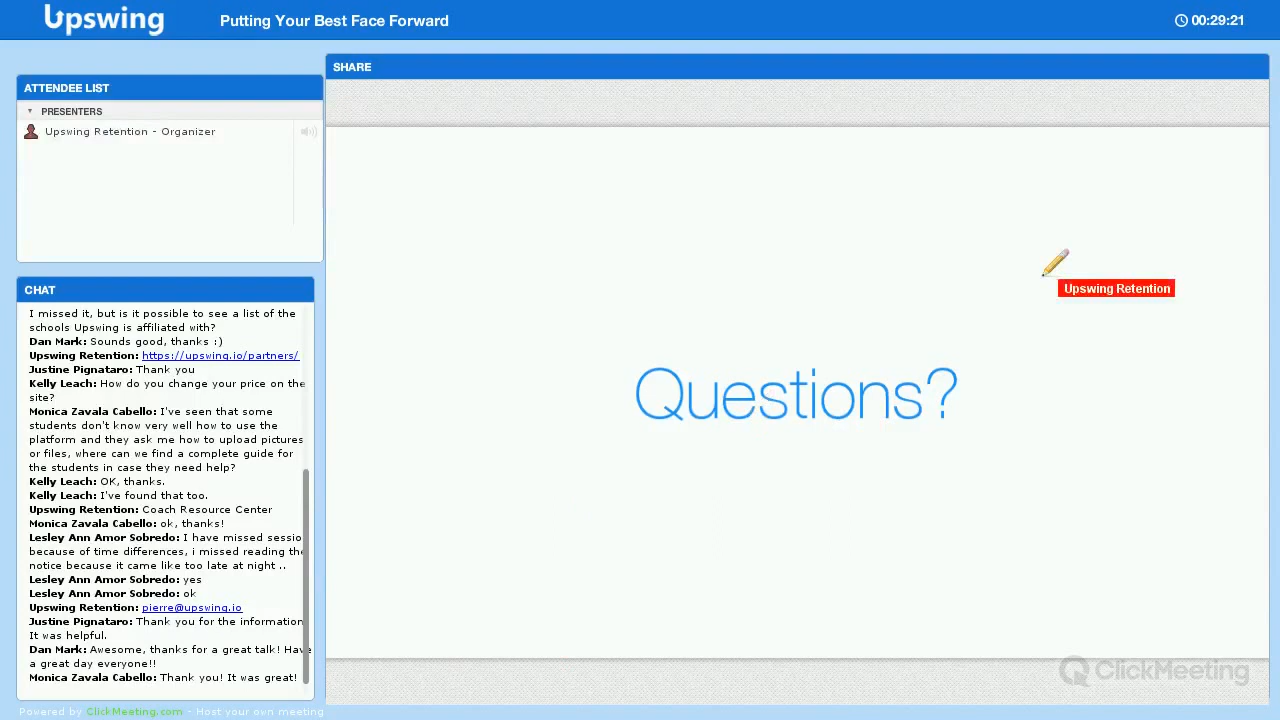 Upswing
Putting Your Best Face Forward
00:29:21
ATTENDEE LIST
PRESENTERS
Upswing Retention - Organizer
SHARE
Upswing Retention
Questions?
CHAT
I missed it, but is it possible to see a list of the
schools Upswing is affiliated with?
Dan Mark: Sounds good, thanks :)
Upswing Retention: https://upswing.io/partners/
Justine Pignataro: Thank you
Kelly Leach: How do you change your price on the
site?
Monica Zavala Cabello: I've seen that some
students don't know very well how to use the
platform and they ask me how to upload pictures
or files, where can we find a complete guide for
the students in case they need help?
Kelly Leach: OK, thanks.
Kelly Leach: I've found that too.
Upswing Retention: Coach Resource Center
Monica Zavala Cabello: ok, thanks!
Lesley Ann Amor Sobredo: I have missed sessio
because of time differences, i missed reading the
notice because it came like too late at night ..
Lesley Ann Amor Sobredo: yes
Lesley Ann Amor Sobredo: ok
Upswing Retention: pierre@upswing.io
Justine Pignataro: Thank you for the information
It was helpful.
Dan Mark: Awesome, thanks for a great talk! Have
a great day everyone!!
Monica Zavala Cabello: Thank you! It was great!
ClickMeeting
Powered by ClickMeeting.com - Host your own meeting